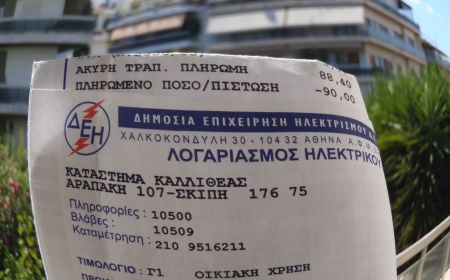 ΑΚΥΡΗ ΤΡΑΠ. ΠΛΗΡΩΜΗ 88,40
ΠΛΗΡΩΜΕΝΟ ΠΟΣΟ/ΠΙΣΤΩΣΗ -90,00
ΔΕΗ
ΔΗΜΟΣΙΑ ΕΠΙΧΕΙΡΗΣΗ ΗΛΕΚΤΡΙΣΜΟΥ
ΧΑΛΚΟΚΟΝΔΥΛΗ 30 - 104 32 ΑΘΗΝΑ Α.Φ.Μ
ΛΟΓΑΡΙΑΣΜΟΣ ΗΛΕΚΤΡΙΚΟΥ
ΚΑΤΑΣΤΗΜΑ ΚΑΛΛΙΘΕΑΣ
ΑΡΑΠΑΚΗ 107-ΣΚΙΠΗ 176 75
Πληροφορίες : 10500
Βλάβες : 10509
Καταμέτρηση : 210 9516211
ΤΙΜΟΛΟΓΙΟ : Γ1 ΟΙΚΙΑΚΗ ΧΡΗΣΗ